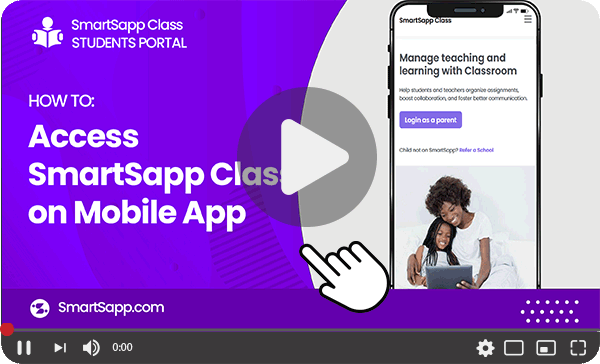 SmartSapp Class
STUDENTS PORTAL
HOW TO:
Access
SmartSapp Class
on Mobile App
SmartSapp Class
Manage teaching and
learning with Classroom
Help students and teachers organize assignments,
boost collaboration, and foster better communication.
Login as a parent
Child not on SmartSapp? Refer a School
SmartSapp.com
0:00